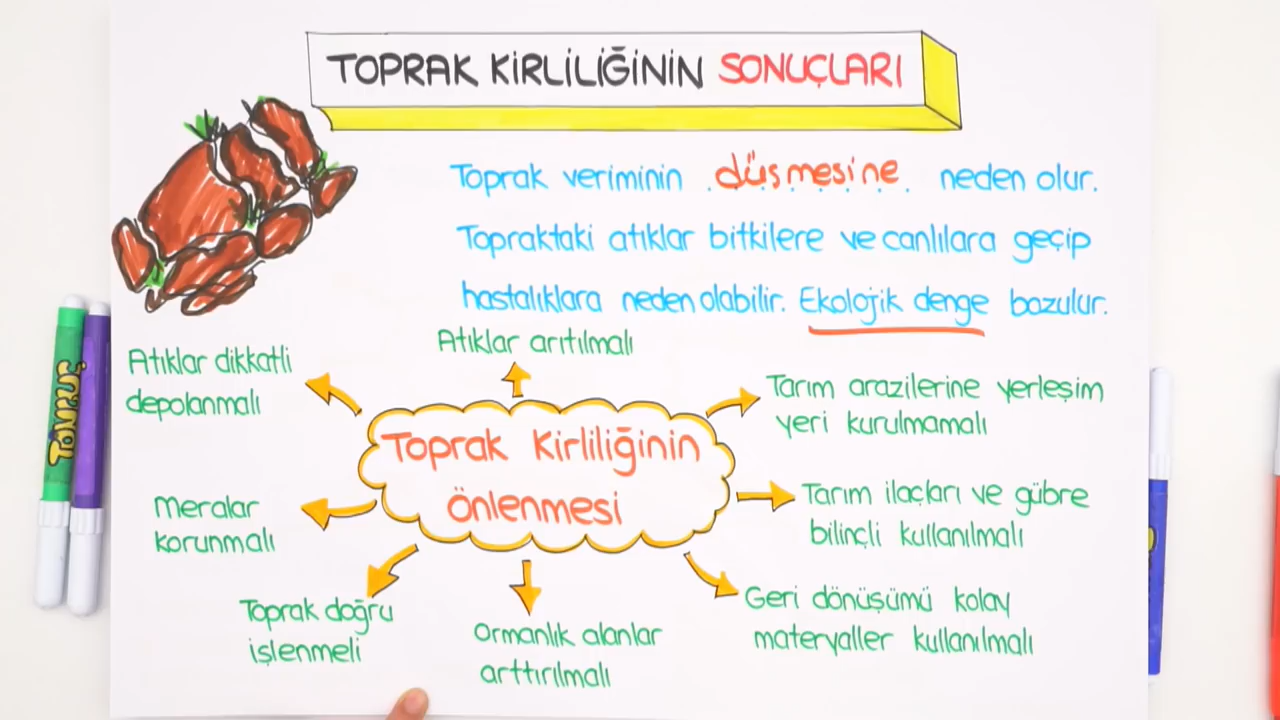 TOPRAK KİRLİLİĞİNİN SONUÇLARI
Toprak veriminin düşmesine neden olur.
Topraktaki atıklar bitkilere ve canlılara geçip
hastalıklara neden olabilir. Ekolojik denge bozulur.
Atıklar dikkatli
depolanmalı
Atıklar arıtılmalı
Tarım arazilerine yerleşim
yeri kurulmamalı
Toprak Kirliliğinin
önlenmesi
Meralar
korunmalı
Tarım ilaçları ve gübre
bilinçli kullanılmalı
Toprak doğru
işlenmeli
Ormanlık alanlar
arttırılmalı
Geri dönüşümü kolay
materyaller kullanılmalı
TONGUÇ